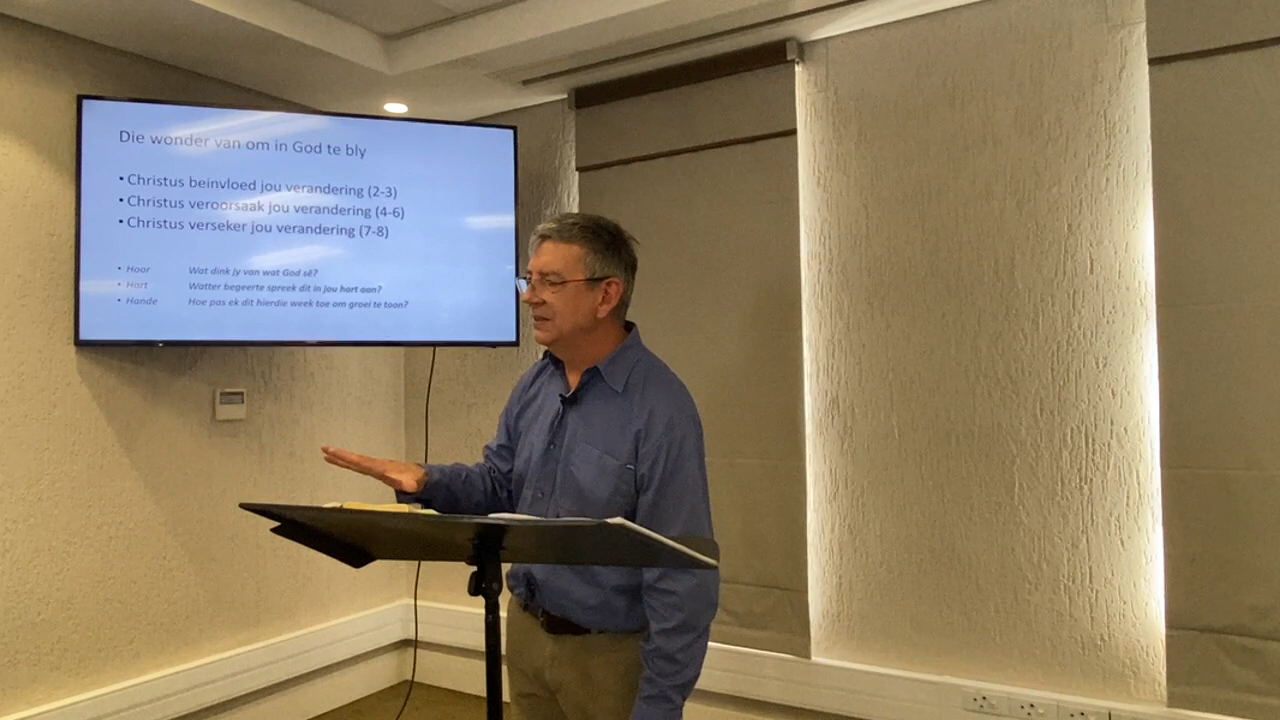 Die wonder van om in God te bly
• Christus beïnvloed jou verandering (2-3)
• Christus veroorsaak jou verandering (4-6)
• Christus verseker jou verandering (7-8)
• Hoor Wat dink jy van wat God sê?
• Hart Watter begeerte spreek dit in jou hart aan?
• Hande Hoe pas ek dit hierdie week toe om groei te toon?